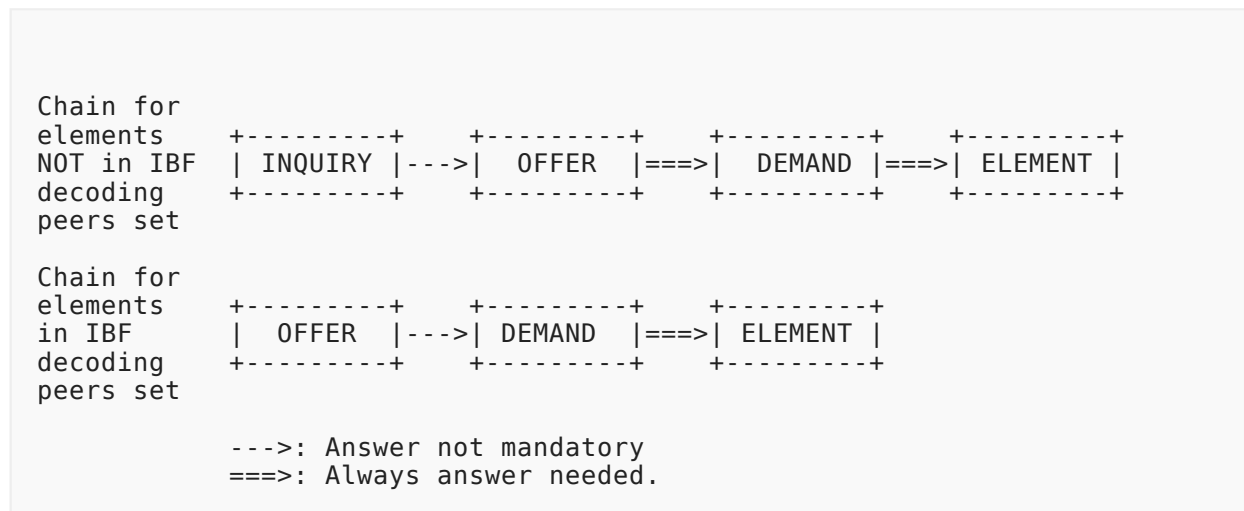 Chain for
elements     +---------+     +---------+     +---------+     +---------+
NOT in IBF   | INQUIRY |--->|  OFFER  |===>|  DEMAND |===>| ELEMENT |
decoding     +---------+     +---------+     +---------+     +---------+
peers set
Chain for
elements     +---------+     +---------+     +---------+
in IBF       |  OFFER  |--->| DEMAND  |===>| ELEMENT |
decoding     +---------+     +---------+     +---------+
peers set
--->: Answer not mandatory
===>: Always answer needed.